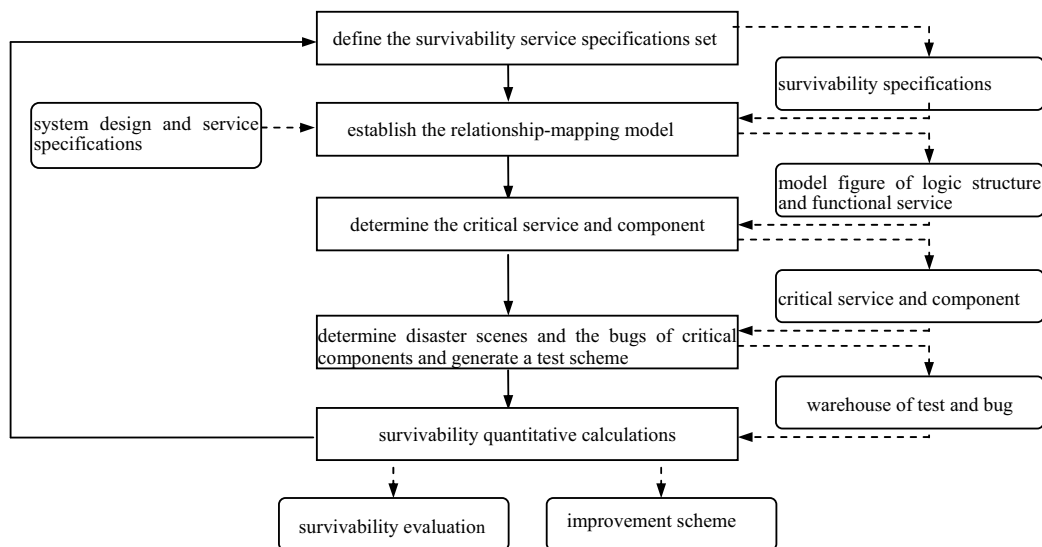 define the survivability service specifications set
survivability specifications
system design and service
specifications
establish the relationship-mapping model
model figure of logic structure
and functional service
determine the critical service and component
critical service and component
determine disaster scenes and the bugs of critical
components and generate a test scheme
warehouse of test and bug
survivability quantitative calculations
survivability evaluation
improvement scheme